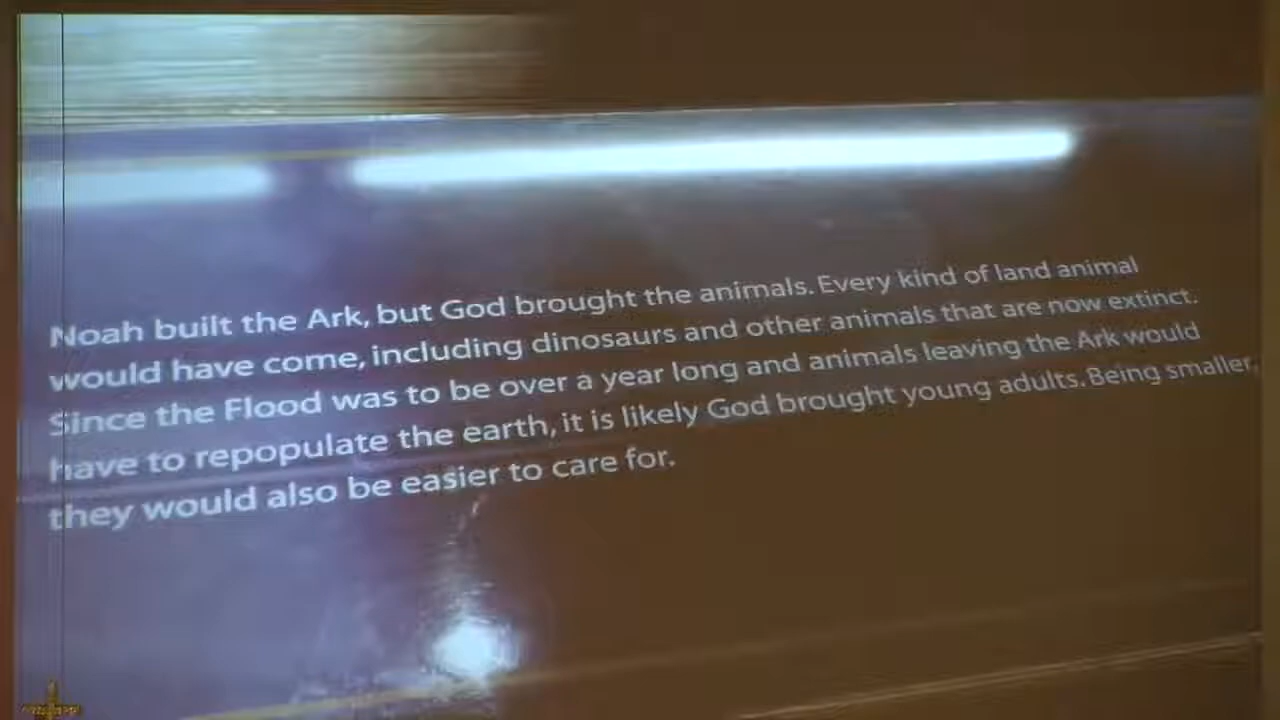 Noah built the Ark, but God brought the animals. Every kind of land animal
would have come, including dinosaurs and other animals that are now extinct.
Since the Flood was to be over a year long and animals leaving the Ark would
have to repopulate the earth, it is likely God brought young adults. Being smaller,
they would also be easier to care for.